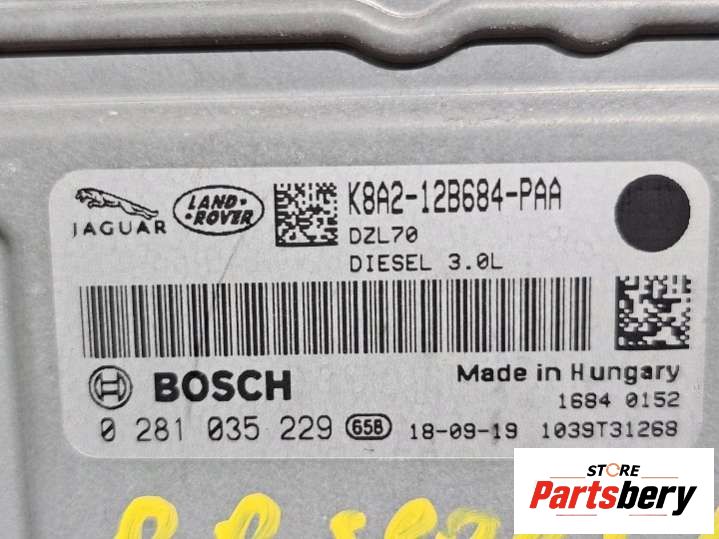 JAGUAR
LAND-
ROVER
K8A2-12B684-PAA
DZL70
DIESEL 3.0L
BOSCH
Made in Hungary
1684 0152
0 281 035 229 658 18-09-19 1039T31268
STORE
Partsbery